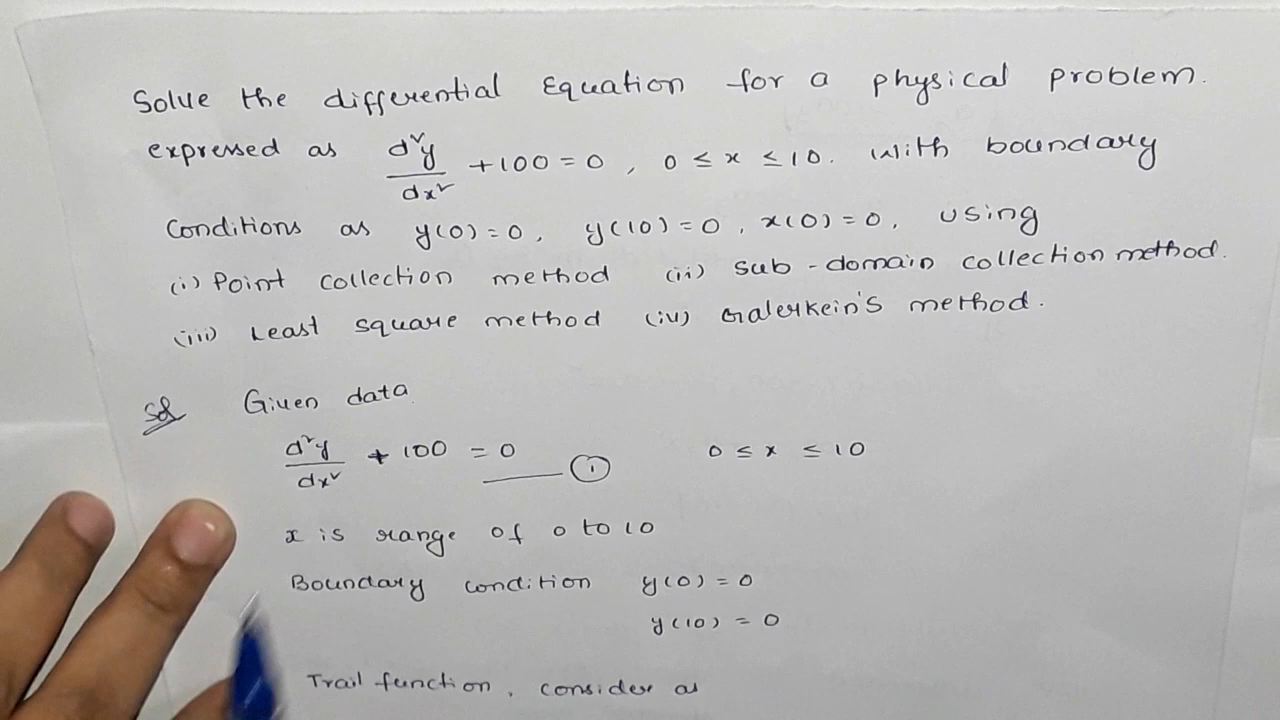 Solve the differential Equation for a physical problem.
expressed as d²y/dx² +100 = 0 , 0 ≤ x ≤ 10. With boundary
Conditions as y(0) = 0, y(10) = 0, x(0) = 0, using
(i) Point collection method (ii) sub - domain collection method.
(iii) Least square method (iv) Galerkein's method.
Sol Given data
d²y/dx² + 100 = 0 —— ① 0 ≤ x ≤ 10
x is range of 0 to 10
Boundary condition y(0) = 0
y(10) = 0
Trail function, consider as